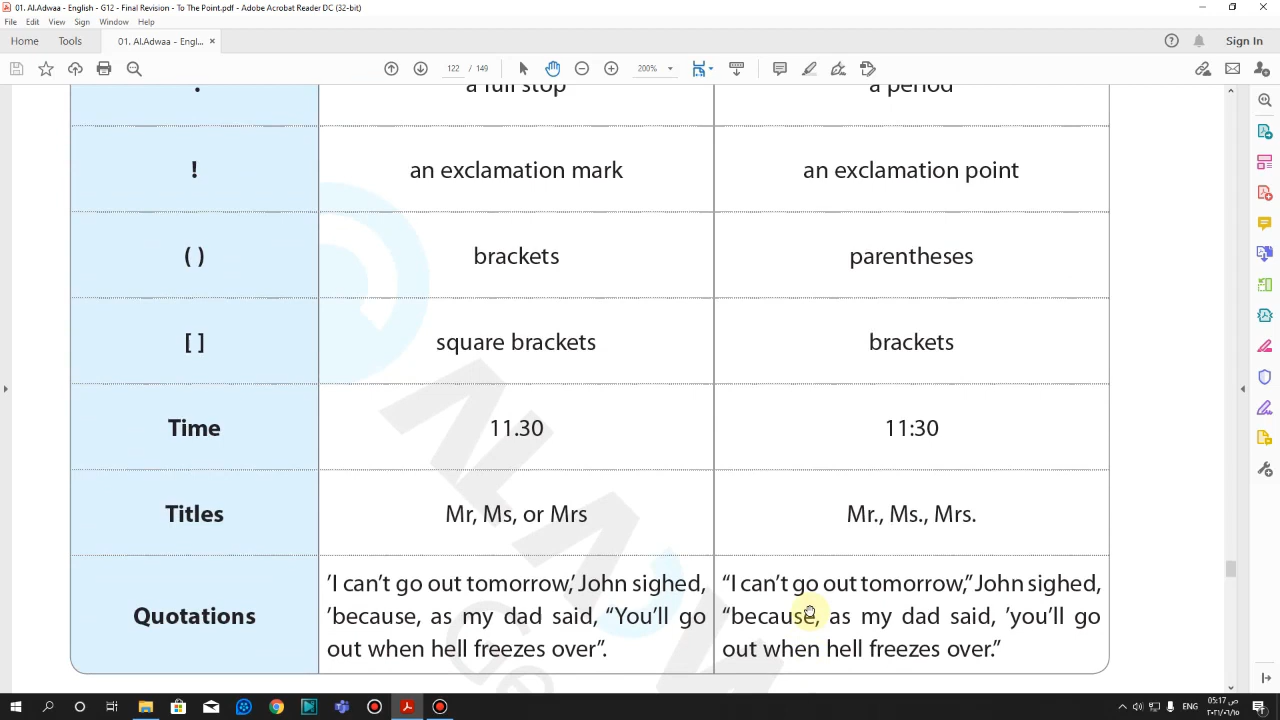 01. Al.Adwaa - English - G12 - Final Revision - To The Point.pdf - Adobe Acrobat Reader DC (32-bit)
File Edit View Sign Window Help
Home Tools 01. Al.Adwaa - Engl... × Sign In
122 / 149 200%
. a full stop a period
! an exclamation mark an exclamation point
( ) brackets parentheses
[ ] square brackets brackets
Time 11.30 11:30
Titles Mr, Ms, or Mrs Mr., Ms., Mrs.
Quotations
’I can’t go out tomorrow,’ John sighed,
’because, as my dad said, “You’ll go
out when hell freezes over”.
“I can’t go out tomorrow,” John sighed,
“because, as my dad said, ’you’ll go
out when hell freezes over.”
ENG
05:17 ص